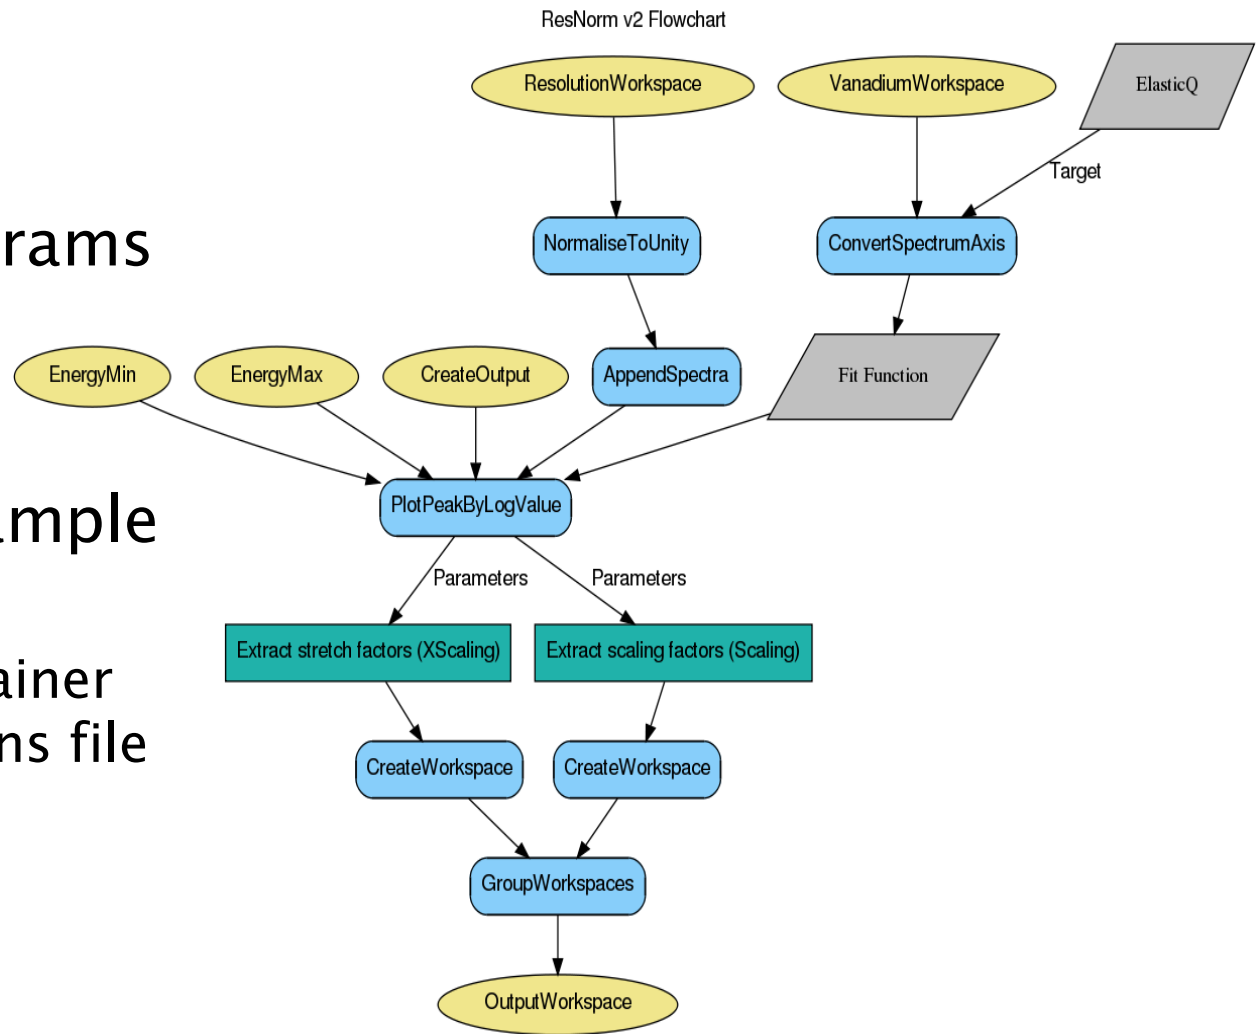 ResNorm v2 Flowchart
ResolutionWorkspace
VanadiumWorkspace
ElasticQ
Target
rams
NormaliseToUnity
ConvertSpectrumAxis
EnergyMin
EnergyMax
CreateOutput
AppendSpectra
Fit Function
PlotPeakByLogValue
ample
Parameters
Parameters
Extract stretch factors (XScaling)
Extract scaling factors (Scaling)
ainer
ns file
CreateWorkspace
CreateWorkspace
GroupWorkspaces
OutputWorkspace